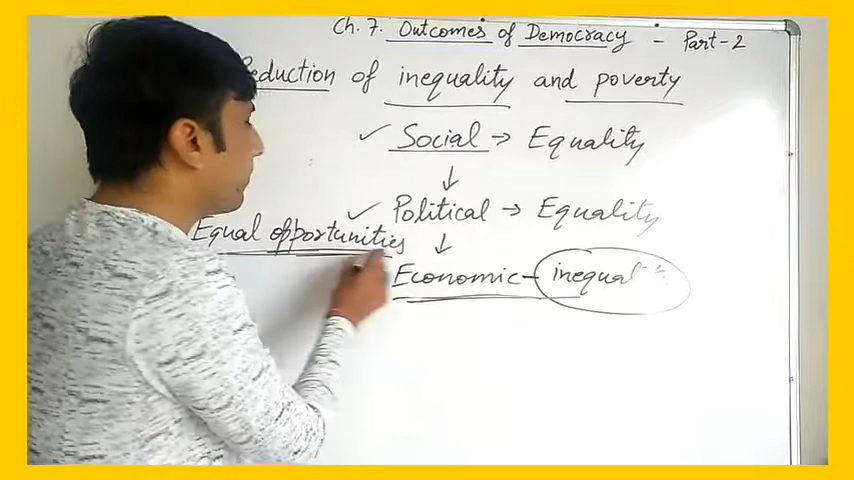 Ch. 7. Outcomes of Democracy - Part-2
Reduction of inequality and poverty
✓ Social → Equality
↓
✓ Political → Equality
Equal opportunities ↓
Economic - inequality